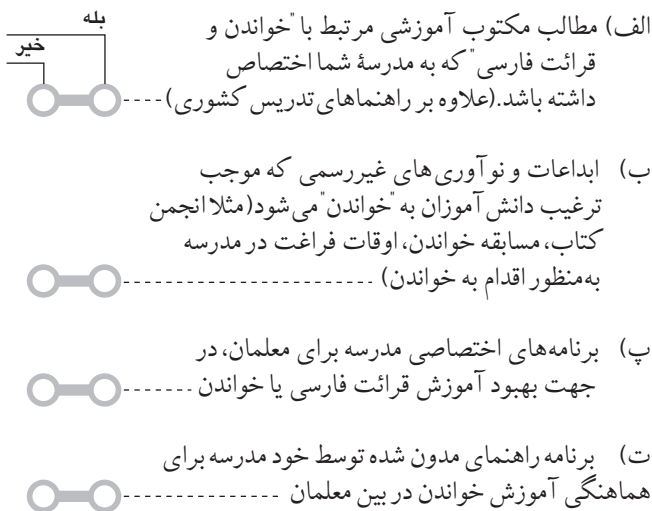 بله
خیر
الف) مطالب مکتوب آموزشی مرتبط با "خواندن و
قرائت فارسی" که به مدرسهٔ شما اختصاص
داشته باشد.(علاوه بر راهنماهای تدریس کشوری)----
ب) ابداعات و نوآوری‌های غیررسمی که موجب
ترغیب دانش‌آموزان به "خواندن" می‌شود(مثلا انجمن
کتاب، مسابقه خواندن، اوقات فراغت در مدرسه
به‌منظور اقدام به خواندن) ------------------------
پ) برنامه‌های اختصاصی مدرسه برای معلمان، در
جهت بهبود آموزش قرائت فارسی یا خواندن -------
ت) برنامه راهنمای مدون شده توسط خود مدرسه برای
هماهنگی آموزش خواندن در بین معلمان ---------------